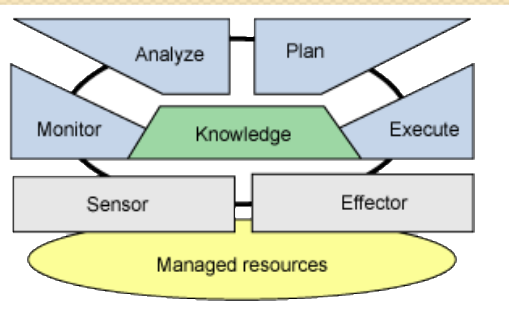 Analyze
Plan
Monitor
Knowledge
Execute
Sensor
Effector
Managed resources